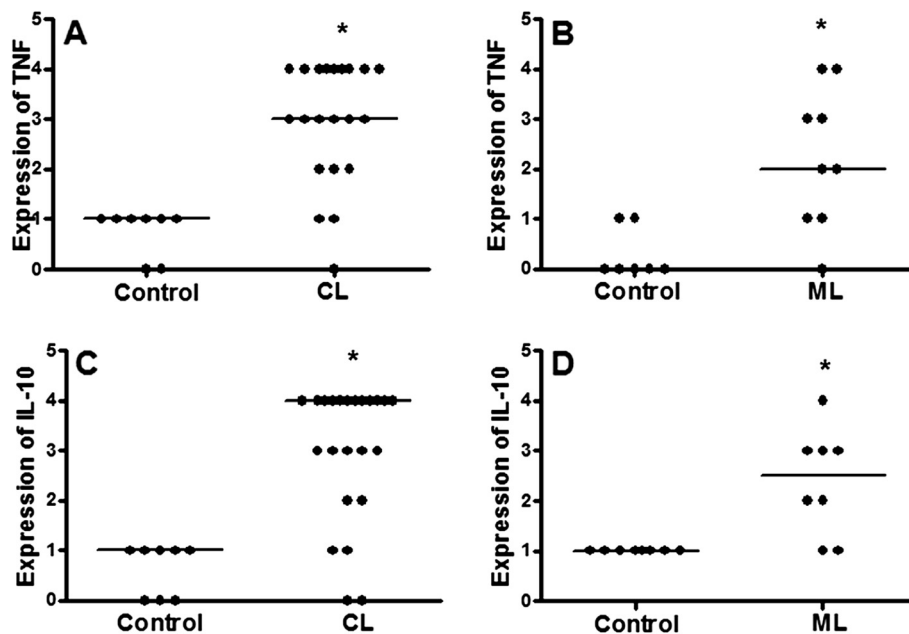 A
*
Expression of TNF
5
4
3
2
1
0
Control CL
B
*
Expression of TNF
5
4
3
2
1
0
Control ML
C
*
Expression of IL-10
5
4
3
2
1
0
Control CL
D
*
Expression of IL-10
5
4
3
2
1
0
Control ML